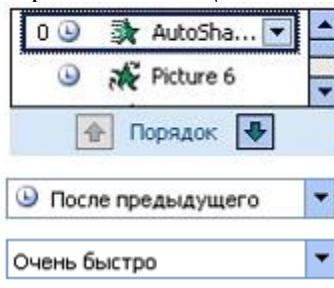 0 AutoSha...
Picture 6
Порядок
После предыдущего
Очень быстро